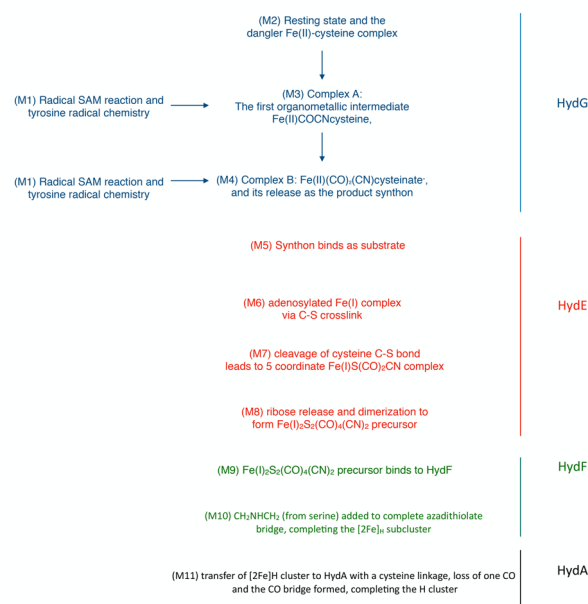 (M2) Resting state and the
dangler Fe(II)-cysteine complex
(M1) Radical SAM reaction and
tyrosine radical chemistry
(M3) Complex A:
The first organometallic intermediate
Fe(II)COCNcysteine,
HydG
(M1) Radical SAM reaction and
tyrosine radical chemistry
(M4) Complex B: Fe(II)(CO)₂(CN)cysteinate⁻,
and its release as the product synthon
(M5) Synthon binds as substrate
(M6) adenosylated Fe(I) complex
via C-S crosslink
HydE
(M7) cleavage of cysteine C-S bond
leads to 5 coordinate Fe(I)S(CO)₂CN complex
(M8) ribose release and dimerization to
form Fe(I)₂S₂(CO)₄(CN)₂ precursor
(M9) Fe(I)₂S₂(CO)₄(CN)₂ precursor binds to HydF
HydF
(M10) CH₂NHCH₂ (from serine) added to complete azadithiolate
bridge, completing the [2Fe]H subcluster
(M11) transfer of [2Fe]H cluster to HydA with a cysteine linkage, loss of one CO
and the CO bridge formed, completing the H cluster
HydA